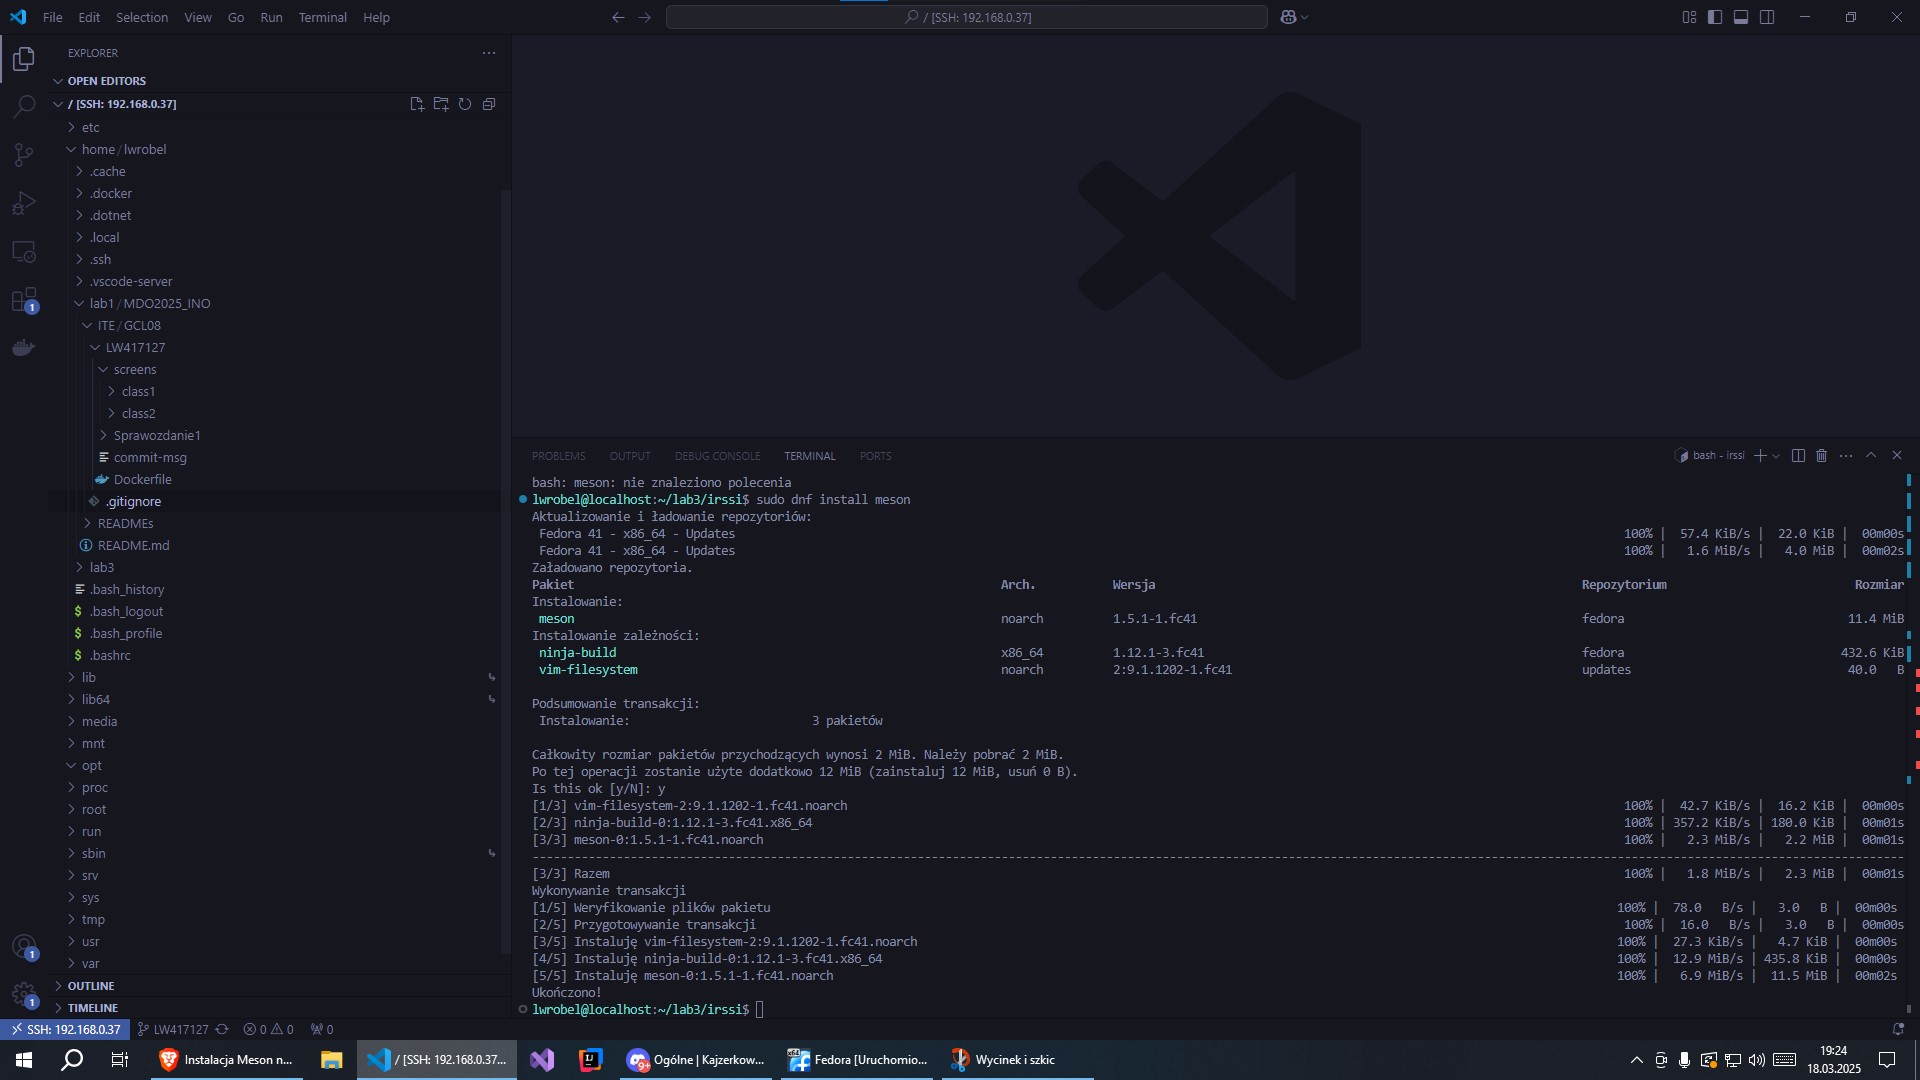 File Edit Selection View Go Run Terminal Help
/ [SSH: 192.168.0.37]
EXPLORER
OPEN EDITORS
/ [SSH: 192.168.0.37]
etc
home / lwrobel
.cache
.docker
.dotnet
.local
.ssh
.vscode-server
lab1 / MDO2025_INO
ITE / GCL08
LW417127
screens
class1
class2
Sprawozdanie1
commit-msg
Dockerfile
.gitignore
READMEs
README.md
lab3
.bash_history
.bash_logout
.bash_profile
.bashrc
lib
lib64
media
mnt
opt
proc
root
run
sbin
srv
sys
tmp
usr
var
OUTLINE
TIMELINE
1
1
1
PROBLEMS OUTPUT DEBUG CONSOLE TERMINAL PORTS
bash - irssi
bash: meson: nie znaleziono polecenia
lwrobel@localhost:~/lab3/irssi$ sudo dnf install meson
Aktualizowanie i ładowanie repozytoriów:
Fedora 41 - x86_64 - Updates 100% | 57.4 KiB/s | 22.0 KiB | 00m00s
Fedora 41 - x86_64 - Updates 100% | 1.6 MiB/s | 4.0 MiB | 00m02s
Załadowano repozytoria.
Pakiet Arch. Wersja Repozytorium Rozmiar
Instalowanie:
meson noarch 1.5.1-1.fc41 fedora 11.4 MiB
Instalowanie zależności:
ninja-build x86_64 1.12.1-3.fc41 fedora 432.6 KiB
vim-filesystem noarch 2:9.1.1202-1.fc41 updates 40.0 B
Podsumowanie transakcji:
Instalowanie: 3 pakietów
Całkowity rozmiar pakietów przychodzących wynosi 2 MiB. Należy pobrać 2 MiB.
Po tej operacji zostanie użyte dodatkowo 12 MiB (zainstaluj 12 MiB, usuń 0 B).
Is this ok [y/N]: y
[1/3] vim-filesystem-2:9.1.1202-1.fc41.noarch 100% | 42.7 KiB/s | 16.2 KiB | 00m00s
[2/3] ninja-build-0:1.12.1-3.fc41.x86_64 100% | 357.2 KiB/s | 180.0 KiB | 00m01s
[3/3] meson-0:1.5.1-1.fc41.noarch 100% | 2.3 MiB/s | 2.2 MiB | 00m01s
[3/3] Razem 100% | 1.8 MiB/s | 2.3 MiB | 00m01s
Wykonywanie transakcji
[1/5] Weryfikowanie plików pakietu 100% | 78.0 B/s | 3.0 B | 00m00s
[2/5] Przygotowywanie transakcji 100% | 16.0 B/s | 3.0 B | 00m00s
[3/5] Instaluję vim-filesystem-2:9.1.1202-1.fc41.noarch 100% | 27.3 KiB/s | 4.7 KiB | 00m00s
[4/5] Instaluję ninja-build-0:1.12.1-3.fc41.x86_64 100% | 12.9 MiB/s | 435.8 KiB | 00m00s
[5/5] Instaluję meson-0:1.5.1-1.fc41.noarch 100% | 6.9 MiB/s | 11.5 MiB | 00m02s
Ukończono!
lwrobel@localhost:~/lab3/irssi$
SSH: 192.168.0.37 LW417127 0 0 0
Instalacja Meson n... / [SSH: 192.168.0.37... Ogólne | Kajzerkow... Fedora [Uruchomio... Wycinek i szkic
19:24
18.03.2025